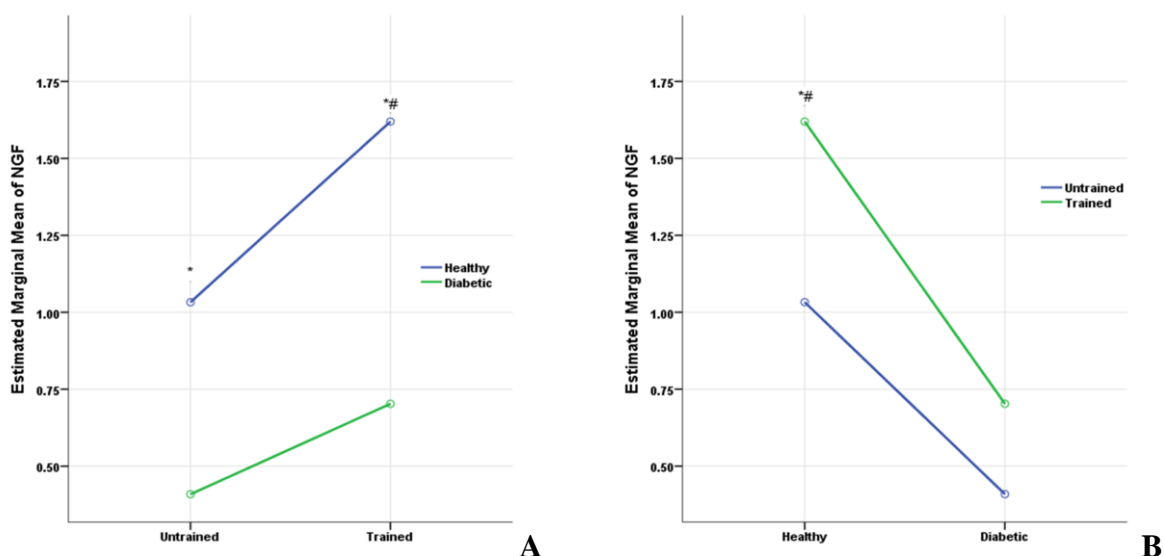 Estimated Marginal Mean of NGF
1.75
1.50
1.25
1.00
0.75
0.50
*
*#
Healthy
Diabetic
Untrained Trained
A
Estimated Marginal Mean of NGF
1.75
1.50
1.25
1.00
0.75
0.50
*#
Untrained
Trained
Healthy Diabetic
B